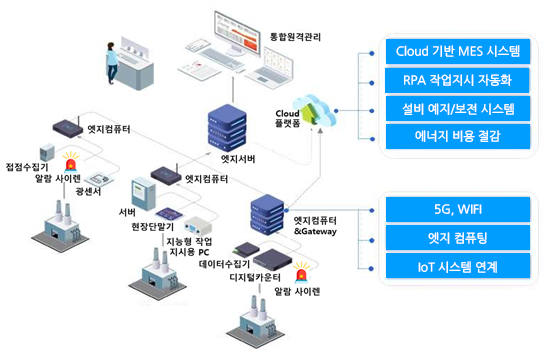 통합원격관리
Cloud
플랫폼
엣지컴퓨터
엣지서버
접점수집기
알람 사이렌
광센서
엣지컴퓨터
서버
현장단말기
지능형 작업
지시용 PC
엣지컴퓨터
&Gateway
데이터수집기
디지털카운터
알람 사이렌
Cloud 기반 MES 시스템
RPA 작업지시 자동화
설비 예지/보전 시스템
에너지 비용 절감
5G, WIFI
엣지 컴퓨팅
IoT 시스템 연계